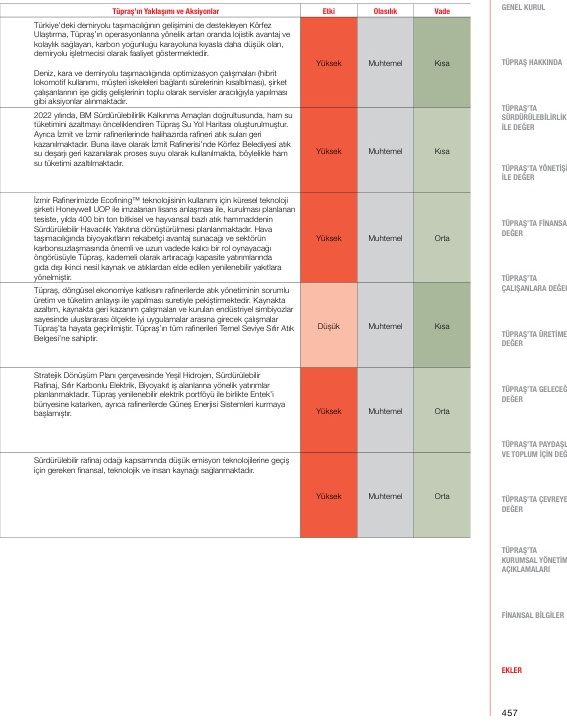 Tüpraş'ın Yaklaşımı ve Aksiyonlar
Etki
Olasılık
Vade
Türkiye'deki demiryolu taşımacılığının gelişimini de destekleyen Körfez
Ulaştırma, Tüpraş'ın operasyonlarına yönelik artan oranda lojistik avantaj ve
kolaylık sağlayan, karbon yoğunluğu karayoluna kıyasla daha düşük olan,
demiryolu işletmecisi olarak faaliyet göstermektedir.
Deniz, kara ve demiryolu taşımacılığında optimizasyon çalışmaları (hibrit
lokomotif kullanımı, müşteri iskeleleri bağlantı sürelerinin kısaltılması), şirket
çalışanlarının işe gidiş gelişlerinin toplu olarak servisler aracılığıyla yapılması
gibi aksiyonlar alınmaktadır.
Yüksek
Muhtemel
Kısa
2022 yılında, BM Sürdürülebilirlik Kalkınma Amaçları doğrultusunda, ham su
tüketimini azaltmayı önceliklendiren Tüpraş Su Yol Haritası oluşturulmuştur.
Ayrıca İzmit ve İzmir rafinerilerinde halihazırda rafineri atık suları geri
kazanılmaktadır. Buna ilave olarak İzmit Rafinerisi'nde Körfez Belediyesi atık
su deşarjı geri kazanılarak proses suyu olarak kullanılmakta, böylelikle ham
su tüketimi azaltılmaktadır.
Yüksek
Muhtemel
Kısa
İzmir Rafinerimizde Ecofining™ teknolojisinin kullanımı için küresel teknoloji
şirketi Honeywell UOP ile imzalanan lisans anlaşması ile, kurulması planlanan
tesiste, yılda 400 bin ton bitkisel ve hayvansal bazlı atık hammaddenin
Sürdürülebilir Havacılık Yakıtına dönüştürülmesi planlanmaktadır. Hava
taşımacılığında biyoyakıtların rekabetçi avantaj sunacağı ve sektörün
karbonsuzlaşmasında önemli ve uzun vadede kalıcı bir rol oynayacağı
öngörüsüyle Tüpraş, kademeli olarak artıracağı kapasite yatırımlarında
gıda dışı ikinci nesil kaynak ve atıklardan elde edilen yenilenebilir yakıtlara
yönelmiştir.
Yüksek
Muhtemel
Orta
Tüpraş, döngüsel ekonomiye katkısını rafinerilerde atık yönetiminin sorumlu
üretim ve tüketim anlayışı ile yapılması suretiyle pekiştirmektedir. Kaynakta
azaltım, kaynakta geri kazanım çalışmaları ve kurulan endüstriyel simbiyozlar
sayesinde uluslararası ölçekte iyi uygulamalar arasına girecek çalışmalar
Tüpraş'ta hayata geçirilmiştir. Tüpraş'ın tüm rafinerileri Temel Seviye Sıfır Atık
Belgesi'ne sahiptir.
Düşük
Muhtemel
Kısa
Stratejik Dönüşüm Planı çerçevesinde Yeşil Hidrojen, Sürdürülebilir
Rafinaj, Sıfır Karbonlu Elektrik, Biyoyakıt iş alanlarına yönelik yatırımlar
planlanmaktadır. Tüpraş yenilenebilir elektrik portföyü ile birlikte Entek'i
bünyesine katarken, ayrıca rafinerilerde Güneş Enerjisi Sistemleri kurmaya
başlamıştır.
Yüksek
Muhtemel
Orta
Sürdürülebilir rafinaj odağı kapsamında düşük emisyon teknolojilerine geçiş
için gereken finansal, teknolojik ve insan kaynağı sağlanmaktadır.
Yüksek
Muhtemel
Orta
GENEL KURUL
TÜPRAŞ HAKKINDA
TÜPRAŞ'TA
SÜRDÜRÜLEBİLİRLİK
İLE DEĞER
TÜPRAŞ'TA YÖNETİŞİ
İLE DEĞER
TÜPRAŞ'TA FİNANSA
DEĞER
TÜPRAŞ'TA
ÇALIŞANLARA DEĞER
TÜPRAŞ'TA ÜRETİME
DEĞER
TÜPRAŞ'TA GELECEĞ
DEĞER
TÜPRAŞ'TA PAYDAŞL
VE TOPLUM İÇİN DEĞ
TÜPRAŞ'TA ÇEVREYE
DEĞER
TÜPRAŞ'TA
KURUMSAL YÖNETİM
AÇIKLAMALARI
FİNANSAL BİLGİLER
EKLER
457